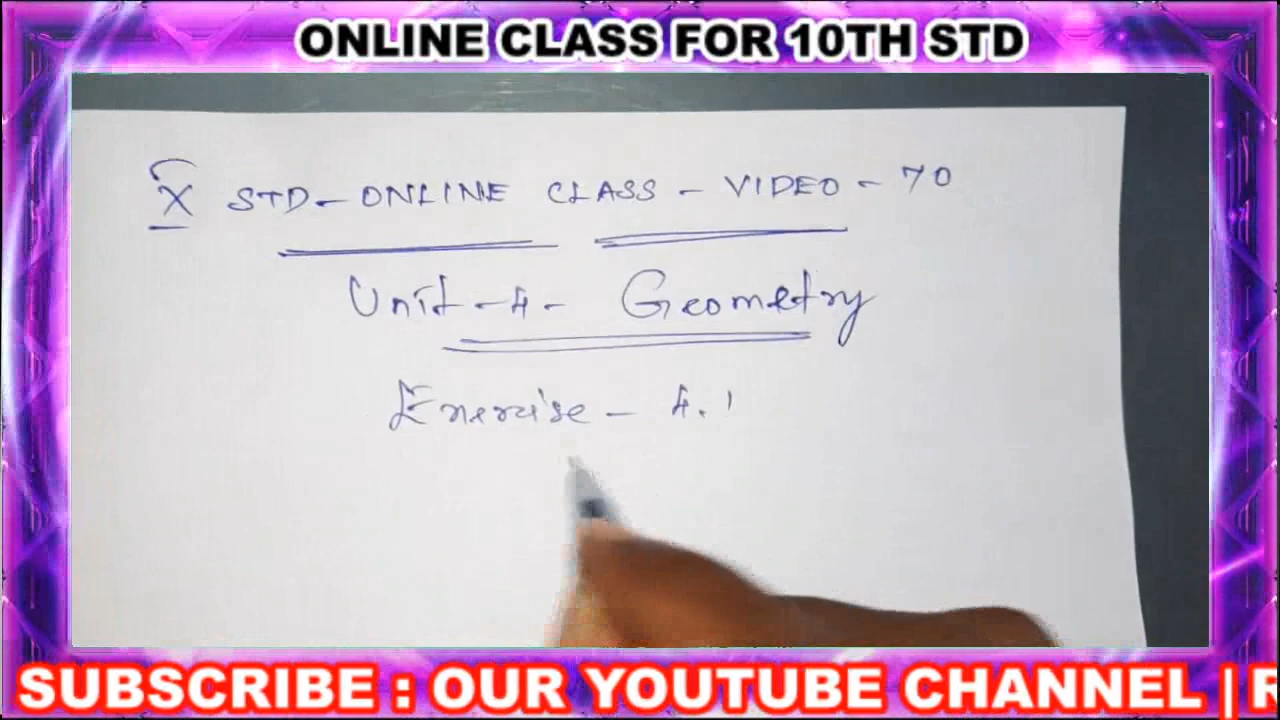 ONLINE CLASS FOR 10TH STD
X STD - ONLINE CLASS - VIDEO - 70
Unit - 4 - Geometry
Exercise - 4.1
SUBSCRIBE : OUR YOUTUBE CHANNEL | R